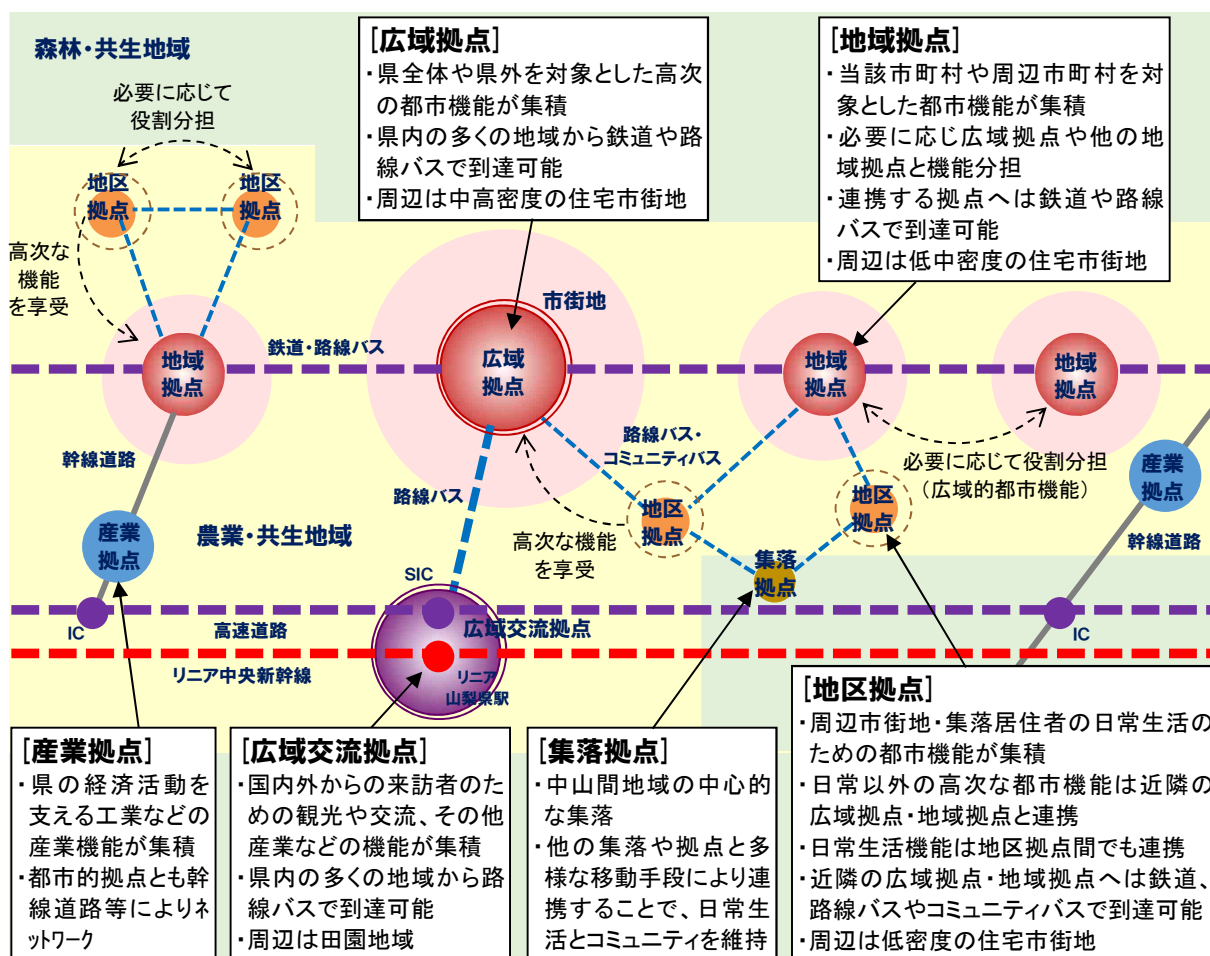 森林・共生地域
必要に応じて
役割分担
[広域拠点]
・県全体や県外を対象とした高次
の都市機能が集積
・県内の多くの地域から鉄道や路
線バスで到達可能
・周辺は中高密度の住宅市街地
[地域拠点]
・当該市町村や周辺市町村を対
象とした都市機能が集積
・必要に応じ広域拠点や他の地
域拠点と機能分担
・連携する拠点へは鉄道や路線
バスで到達可能
・周辺は低中密度の住宅市街地
地区
拠点
地区
拠点
高次な
機能
を享受
市街地
鉄道・路線バス
地域
拠点
広域
拠点
地域
拠点
地域
拠点
幹線道路
路線バス
路線バス・
コミュニティバス
必要に応じて役割分担
（広域的都市機能）
産業
拠点
産業
拠点
農業・共生地域
高次な機能
を享受
地区
拠点
地区
拠点
集落
拠点
幹線道路
SIC
IC
高速道路
広域交流拠点
IC
リニア中央新幹線
リニア
山梨県駅
[産業拠点]
・県の経済活動を
支える工業などの
産業機能が集積
・都市的拠点とも幹
線道路等によりネ
ットワーク
[広域交流拠点]
・国内外からの来訪者のた
めの観光や交流、その他
産業などの機能が集積
・県内の多くの地域から路
線バスで到達可能
・周辺は田園地域
[集落拠点]
・中山間地域の中心的
な集落
・他の集落や拠点と多
様な移動手段により連
携することで、日常生
活とコミュニティを維持
[地区拠点]
・周辺市街地・集落居住者の日常生活の
ための都市機能が集積
・日常以外の高次な都市機能は近隣の
広域拠点・地域拠点と連携
・日常生活機能は地区拠点間でも連携
・近隣の広域拠点・地域拠点へは鉄道、
路線バスやコミュニティバスで到達可能
・周辺は低密度の住宅市街地